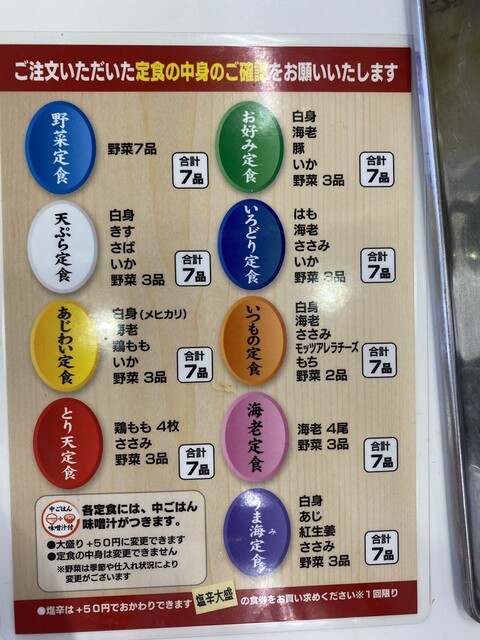 ご注文いただいた定食の中身のご確認をお願いいたします
野菜定食
野菜7品
合計7品
お好み定食
白身
海老
豚
いか
野菜 3品
合計7品
天ぷら定食
白身
きす
さば
いか
野菜 3品
合計7品
いろどり定食
はも
海老
ささみ
いか
野菜 3品
合計7品
あじわい定食
白身(メヒカリ)
海老
鶏もも
いか
野菜 3品
合計7品
いつもの定食
白身
海老
ささみ
モッツアレラチーズ
もち
野菜 2品
合計7品
とり天定食
鶏もも 4枚
ささみ
野菜 3品
合計7品
海老定食
海老 4尾
野菜 3品
合計7品
うま海定食
み
白身
あじ
紅生姜
ささみ
野菜 3品
合計7品
中ごはん
味噌汁付
各定食には、中ごはん
味噌汁がつきます。
●大盛り+50円に変更できます
●定食の中身は変更できません
※野菜は季節や仕入れ状況により
変更がございます
●塩辛は+50円でおかわりできます 塩辛大盛 の食券をお買い求めください※1回限り